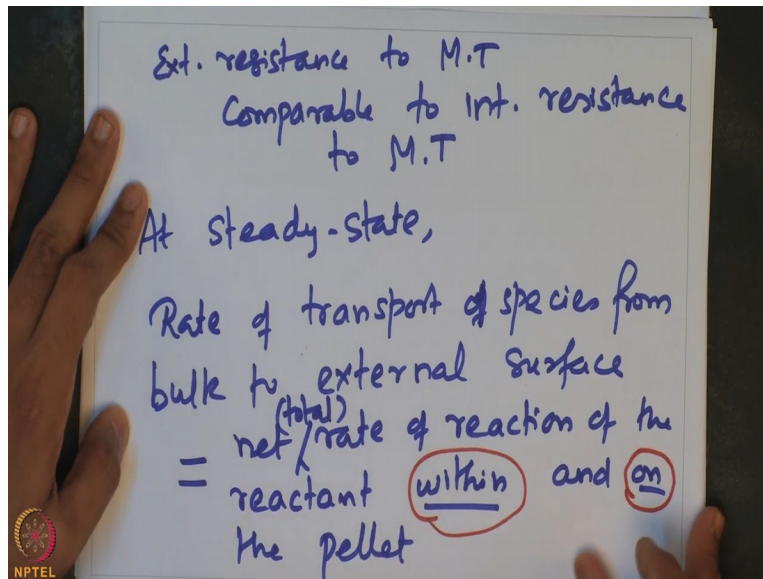 Ext. resistance to M.T
Comparable to int. resistance
to M.T
At steady-state,
Rate of transport of species from
bulk to external surface
= net (total) rate of reaction of the
reactant within and on
the pellet
NPTEL